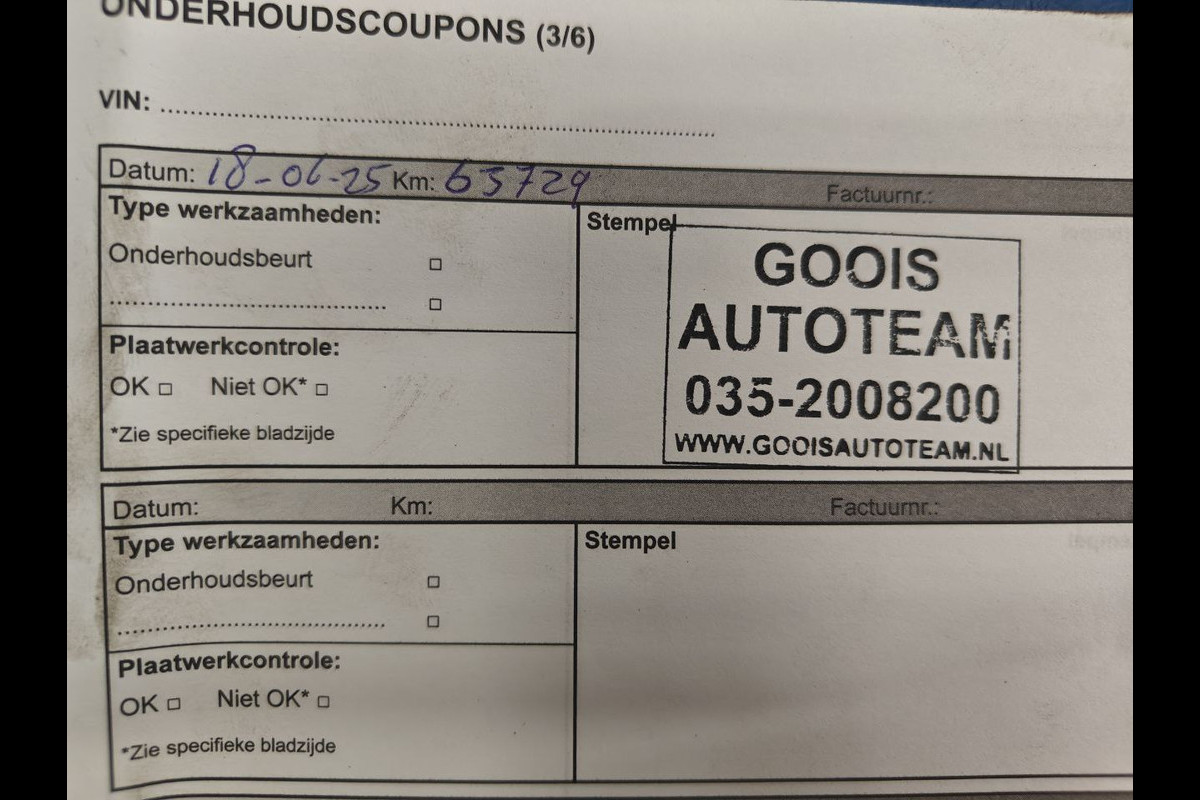 ONDERHOUDSCOUPONS (3/6)
VIN: ................................................................
Datum: 18-06-25 Km: 63729 Factuurnr.:
Type werkzaamheden:
Onderhoudsbeurt □
........................................ □
Plaatwerkcontrole:
OK □ Niet OK* □
*Zie specifieke bladzijde
Stempel
GOOIS
AUTOTEAM
035-2008200
WWW.GOOISAUTOTEAM.NL
Datum: Km: Factuurnr.:
Type werkzaamheden:
Onderhoudsbeurt □
........................................ □
Plaatwerkcontrole:
OK □ Niet OK* □
*Zie specifieke bladzijde
Stempel